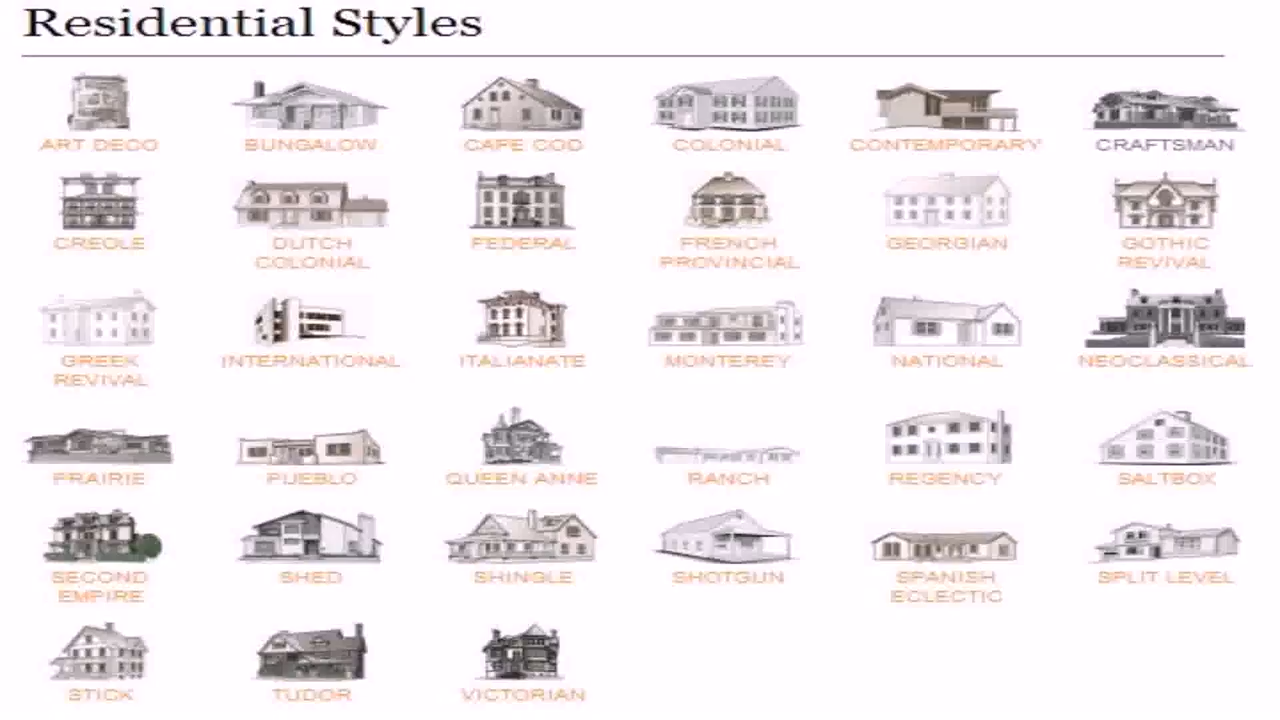 Residential Styles
ART DECO
BUNGALOW
CAPE COD
COLONIAL
CONTEMPORARY
CRAFTSMAN
CREOLE
DUTCH
COLONIAL
FEDERAL
FRENCH
PROVINCIAL
GEORGIAN
GOTHIC
REVIVAL
GREEK
REVIVAL
INTERNATIONAL
ITALIANATE
MONTEREY
NATIONAL
NEOCLASSICAL
PRAIRIE
PUEBLO
QUEEN ANNE
RANCH
REGENCY
SALTBOX
SECOND
EMPIRE
SHED
SHINGLE
SHOTGUN
SPANISH
ECLECTIC
SPLIT LEVEL
STICK
TUDOR
VICTORIAN